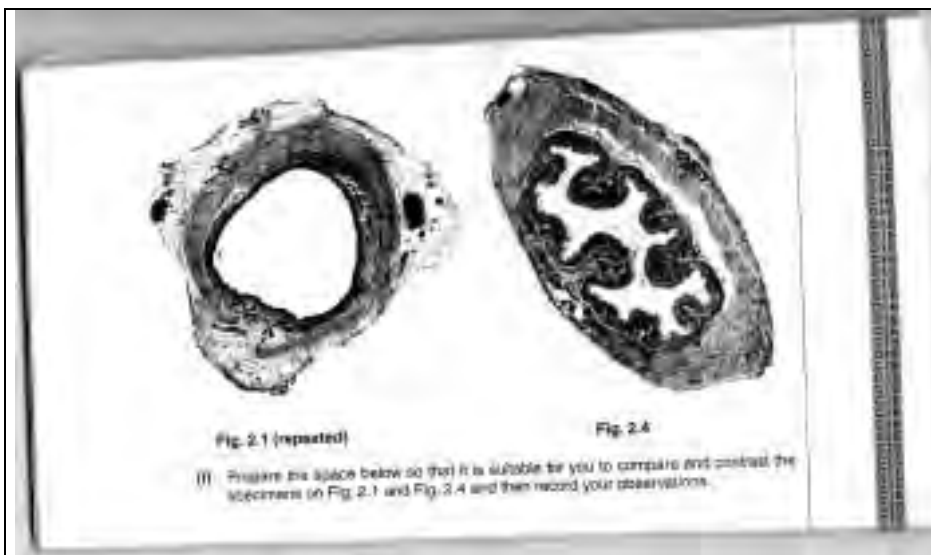 Fig. 2.1 (repeated)
Fig. 2.4
(i) Prepare the space below so that it is suitable for you to compare and contrast the
specimens on Fig. 2.1 and Fig. 2.4 and then record your observations.